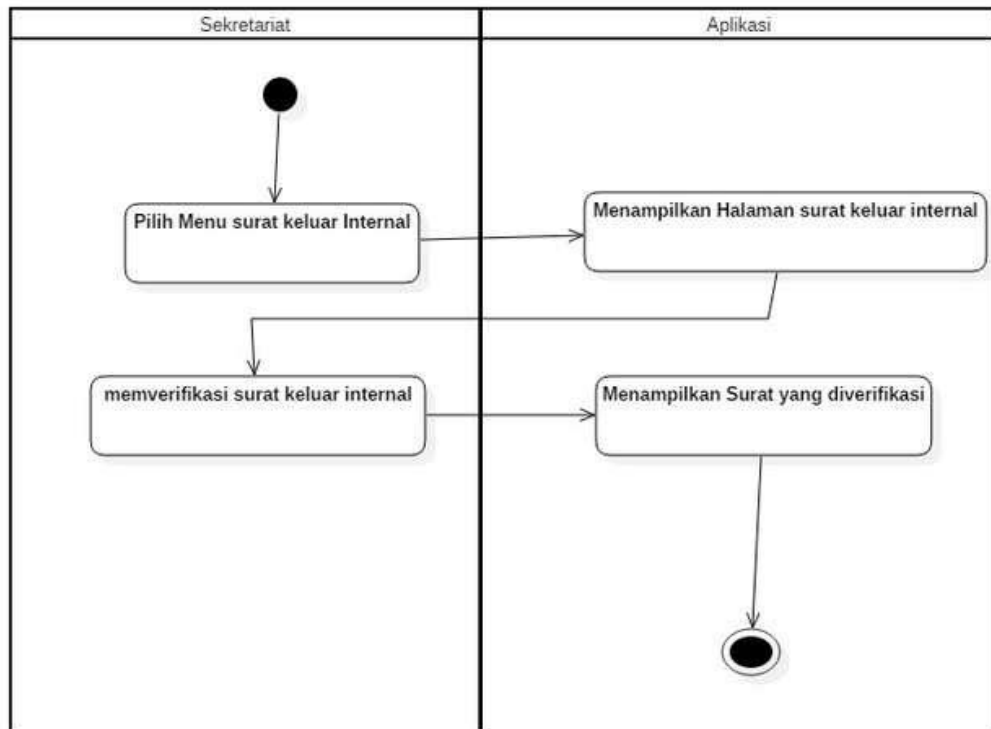 Sekretariat
Aplikasi
Pilih Menu surat keluar Internal
Menampilkan Halaman surat keluar internal
memverifikasi surat keluar internal
Menampilkan Surat yang diverifikasi